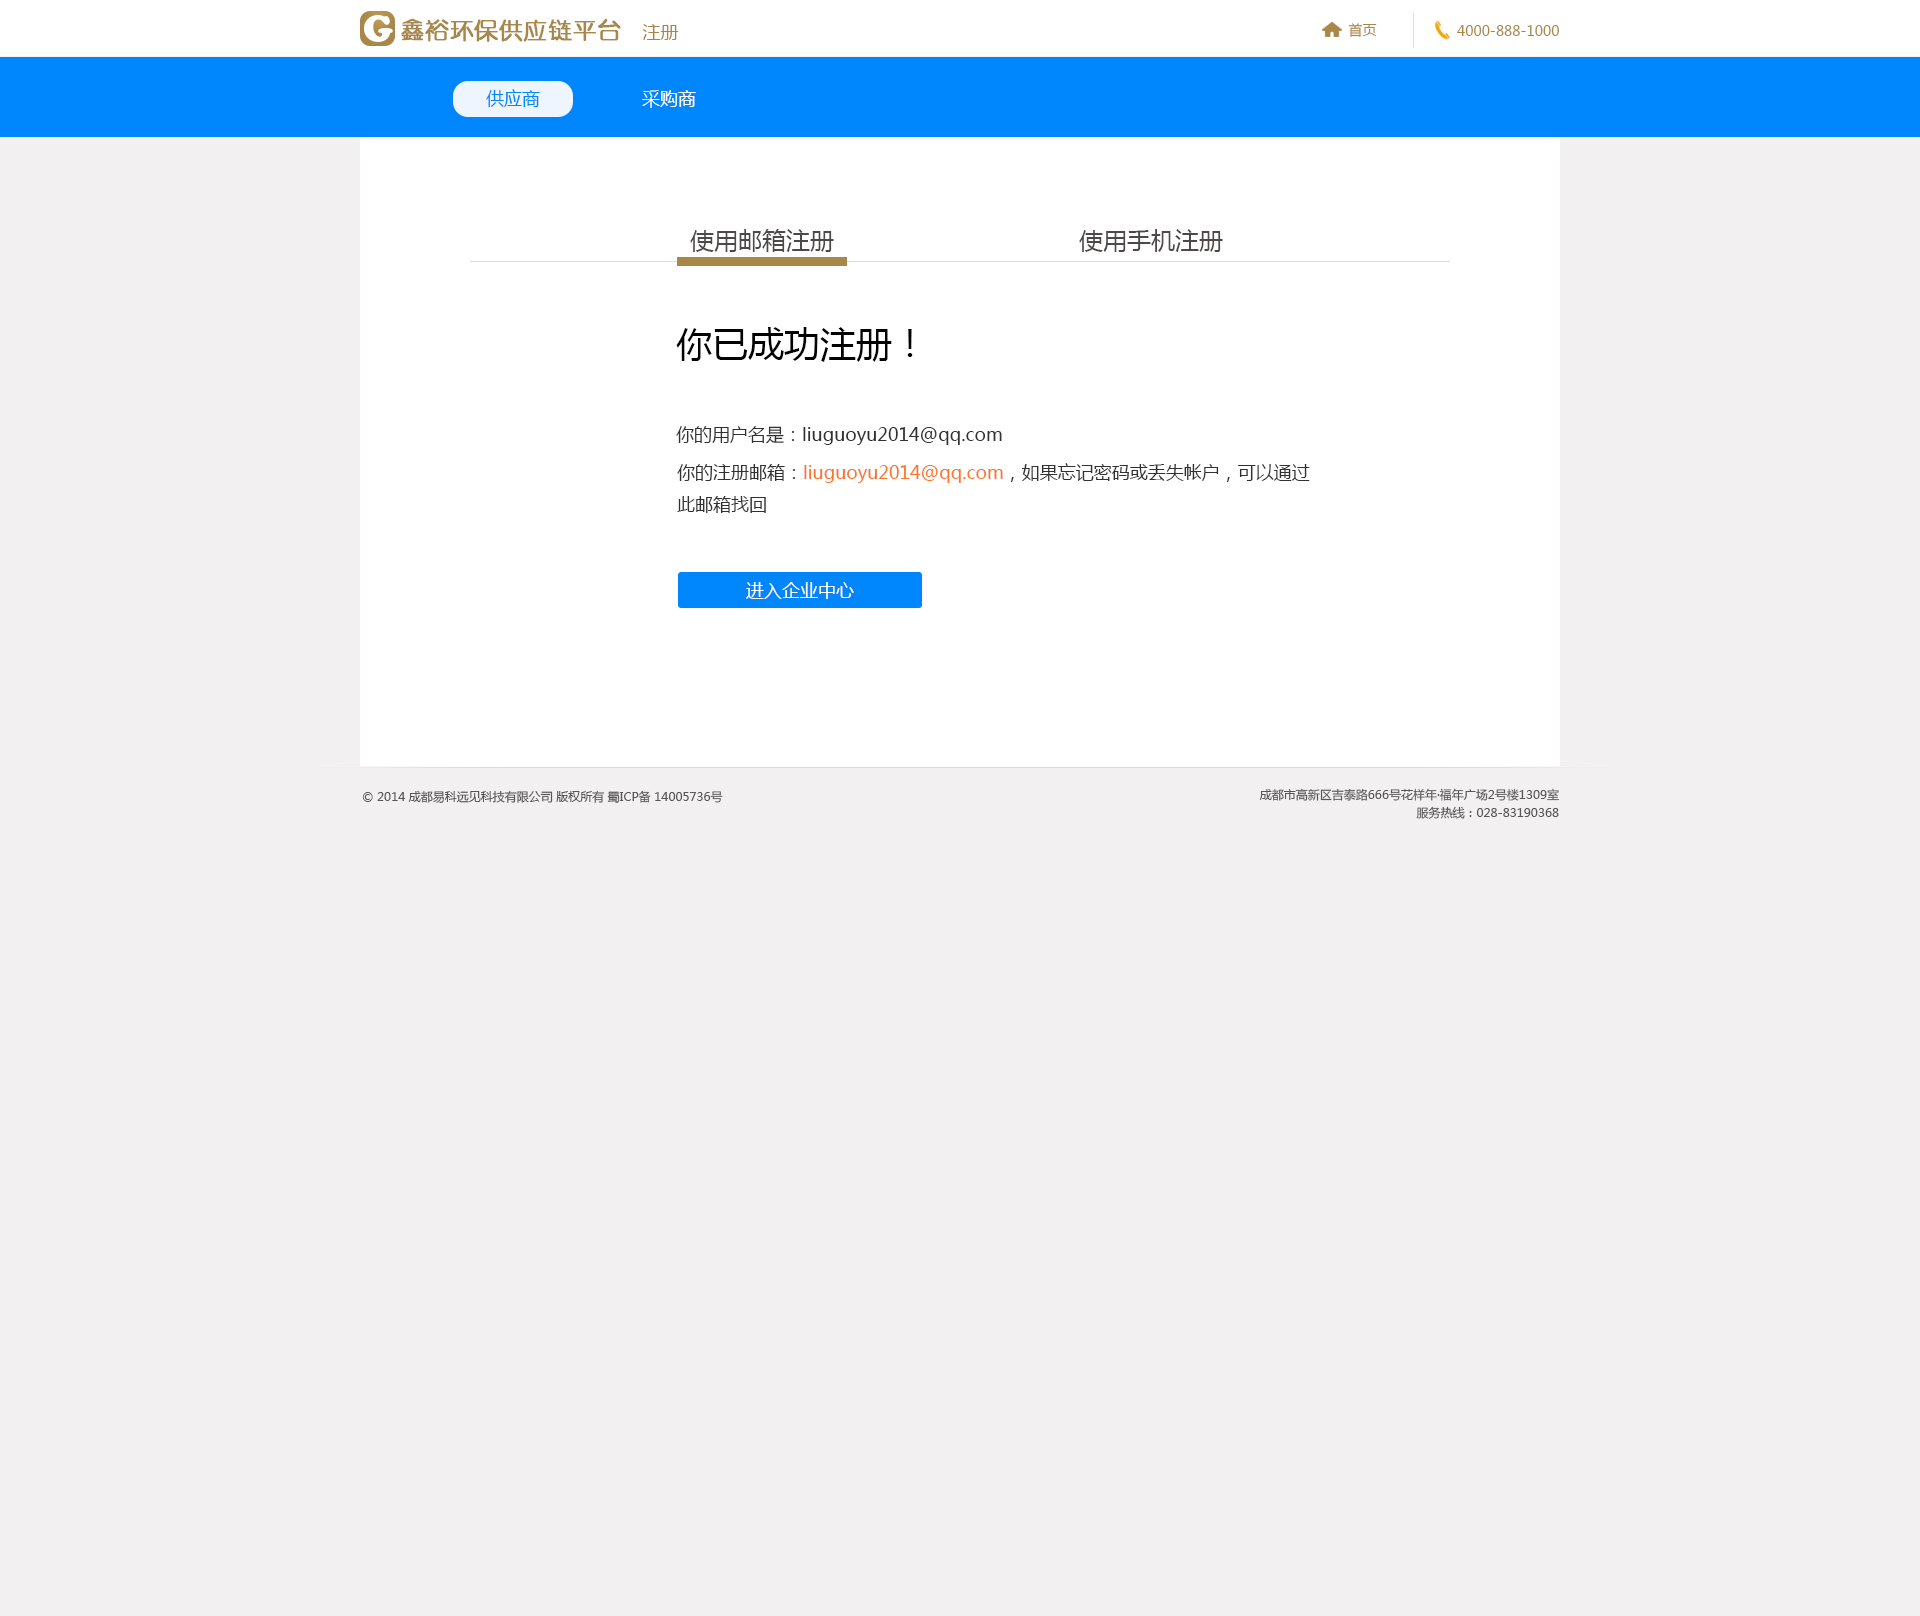 鑫裕环保供应链平台 注册 首页 4000-888-1000
供应商 采购商
使用邮箱注册 使用手机注册
你已成功注册！
你的用户名是：liuguoyu2014@qq.com
你的注册邮箱：liuguoyu2014@qq.com，如果忘记密码或丢失帐户，可以通过
此邮箱找回
进入企业中心
© 2014 成都易科远见科技有限公司 版权所有 蜀ICP备 14005736号
成都市高新区吉泰路666号花样年·福年广场2号楼1309室
服务热线：028-83190368